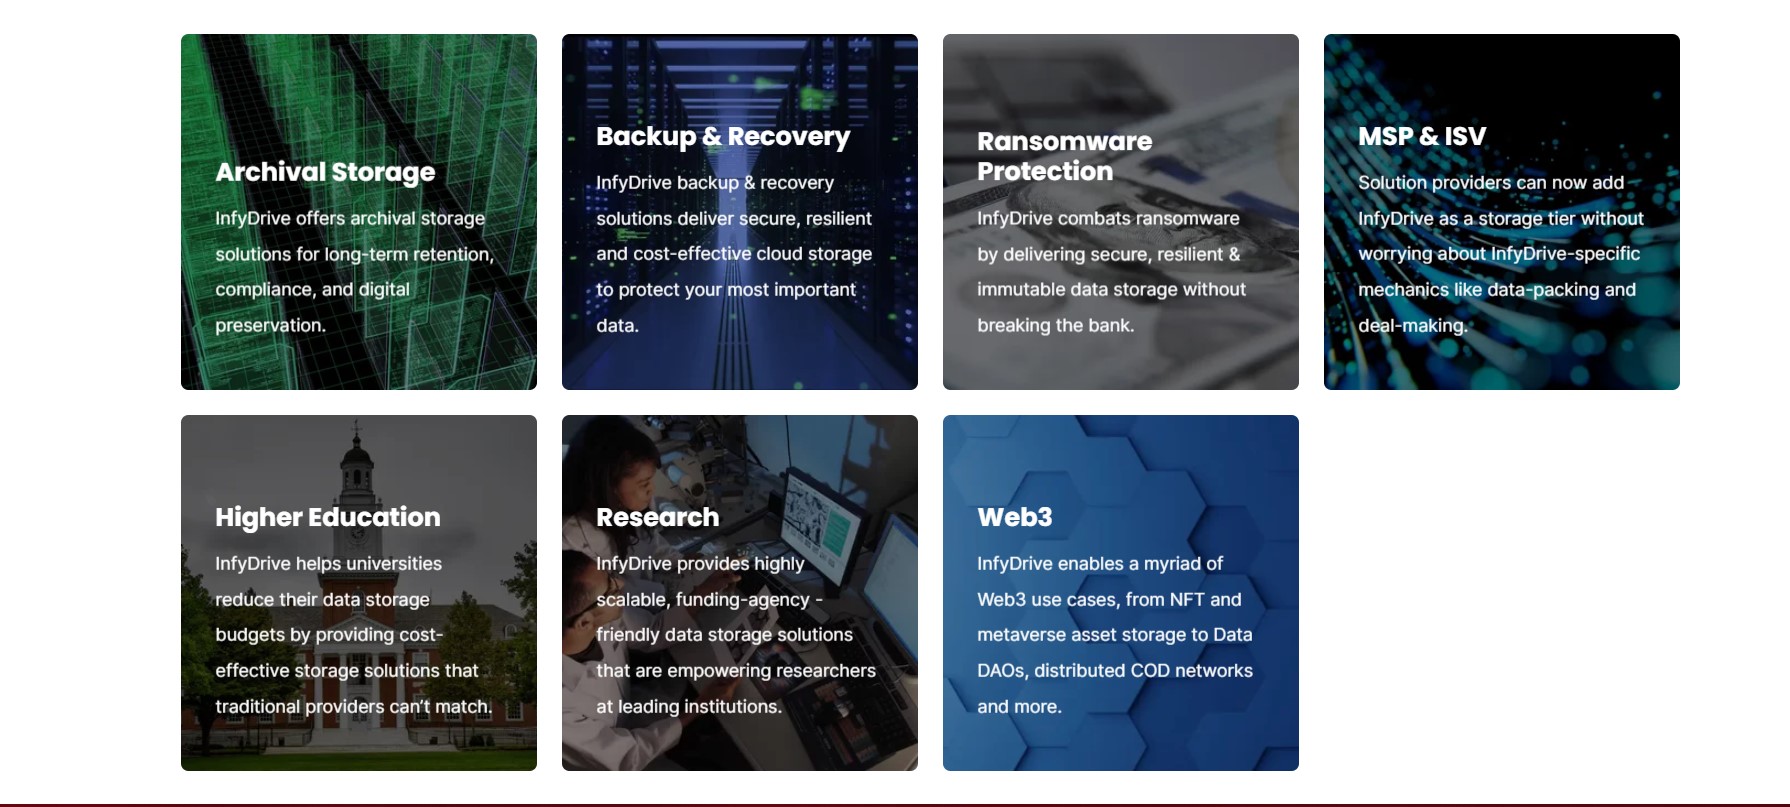 Archival Storage
InfyDrive offers archival storage
solutions for long-term retention,
compliance, and digital
preservation.
Backup & Recovery
InfyDrive backup & recovery
solutions deliver secure, resilient
and cost-effective cloud storage
to protect your most important
data.
Ransomware
Protection
InfyDrive combats ransomware
by delivering secure, resilient &
immutable data storage without
breaking the bank.
MSP & ISV
Solution providers can now add
InfyDrive as a storage tier without
worrying about InfyDrive-specific
mechanics like data-packing and
deal-making.
Higher Education
InfyDrive helps universities
reduce their data storage
budgets by providing cost-
effective storage solutions that
traditional providers can't match.
Research
InfyDrive provides highly
scalable, funding-agency -
friendly data storage solutions
that are empowering researchers
at leading institutions.
Web3
InfyDrive enables a myriad of
Web3 use cases, from NFT and
metaverse asset storage to Data
DAOs, distributed COD networks
and more.